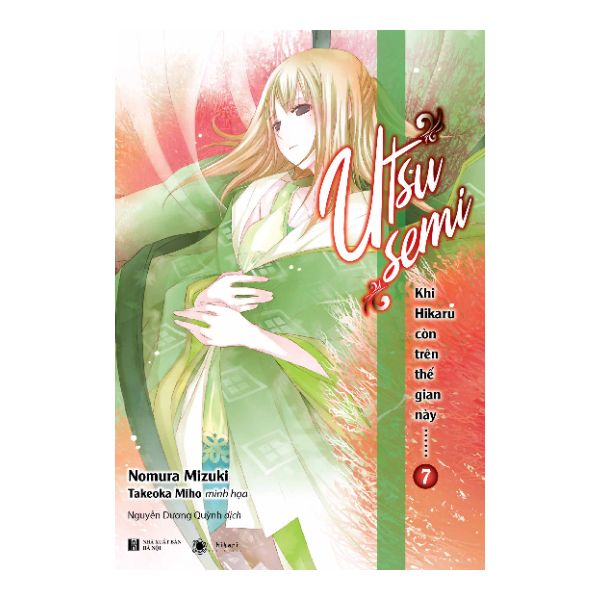 Utsu
semi
Khi
Hikaru
còn
trên
thế
gian
này
......
7
Nomura Mizuki
Takeoka Miho minh họa
Nguyễn Dương Quỳnh dịch
NHÀ XUẤT BẢN
HÀ NỘI
hikari